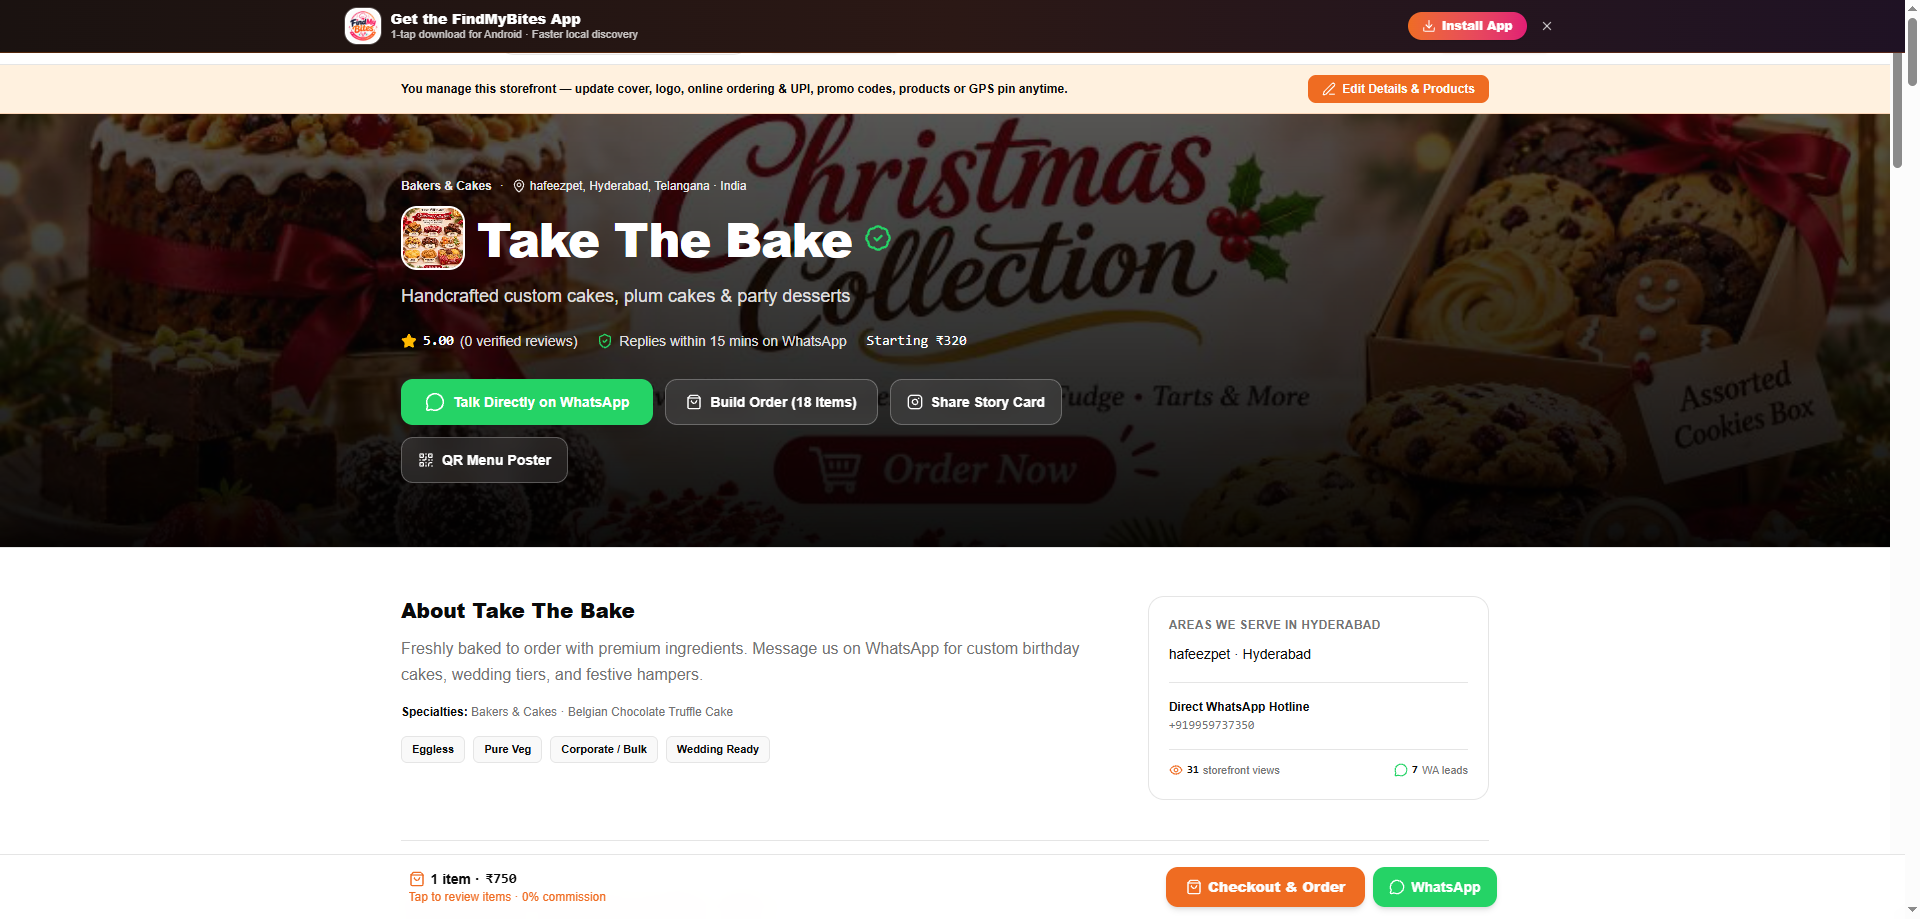 Get the FindMyBites App
1-tap download for Android · Faster local discovery
Install App
You manage this storefront — update cover, logo, online ordering & UPI, promo codes, products or GPS pin anytime.
Edit Details & Products
Christmas
Collection
Fudge • Tarts & More
Order Now
Assorted
Cookies Box
Bakers & Cakes · hafeezpet, Hyderabad, Telangana · India
Take The Bake
Handcrafted custom cakes, plum cakes & party desserts
5.00 (0 verified reviews) Replies within 15 mins on WhatsApp Starting ₹320
Talk Directly on WhatsApp
Build Order (18 Items)
Share Story Card
QR Menu Poster
About Take The Bake
Freshly baked to order with premium ingredients. Message us on WhatsApp for custom birthday
cakes, wedding tiers, and festive hampers.
Specialties: Bakers & Cakes · Belgian Chocolate Truffle Cake
Eggless
Pure Veg
Corporate / Bulk
Wedding Ready
AREAS WE SERVE IN HYDERABAD
hafeezpet · Hyderabad
Direct WhatsApp Hotline
+919959737350
31 storefront views
7 WA leads
1 item · ₹750
Tap to review items · 0% commission
Checkout & Order
WhatsApp